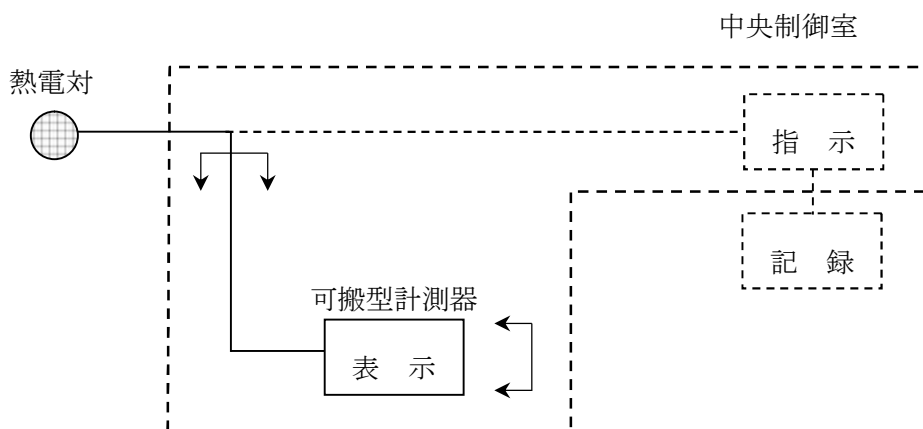 中央制御室
熱電対
指 示
記 録
可搬型計測器
表 示